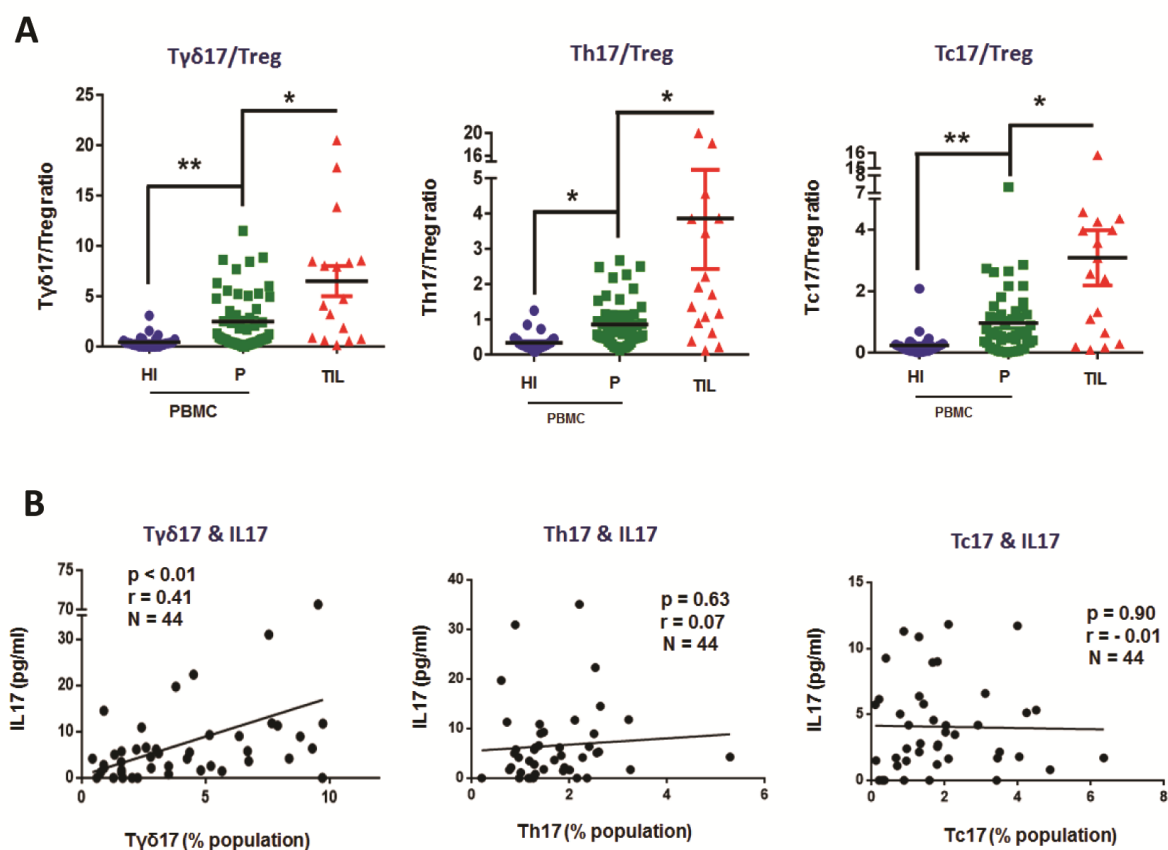 A
Tγδ17/Treg
Th17/Treg
Tc17/Treg
Tγδ17/Treg ratio
25
20
15
10
5
0
**
*
HI
P
TIL
PBMC
Th17/Treg ratio
20
16
5
4
3
2
1
0
*
*
HI
P
TIL
PBMC
Tc17/Treg ratio
16
15
8
7
4
2
0
**
*
HI
P
TIL
PBMC
B
Tγδ17 & IL17
Th17 & IL17
Tc17 & IL17
IL17 (pg/ml)
75
70
30
20
10
0
p < 0.01
r = 0.41
N = 44
0
5
10
Tγδ17 (% population)
IL17 (pg/ml)
40
30
20
10
0
p = 0.63
r = 0.07
N = 44
0
2
4
6
Th17 (% population)
IL17 (pg/ml)
15
10
5
0
p = 0.90
r = - 0.01
N = 44
0
2
4
6
8
Tc17 (% population)